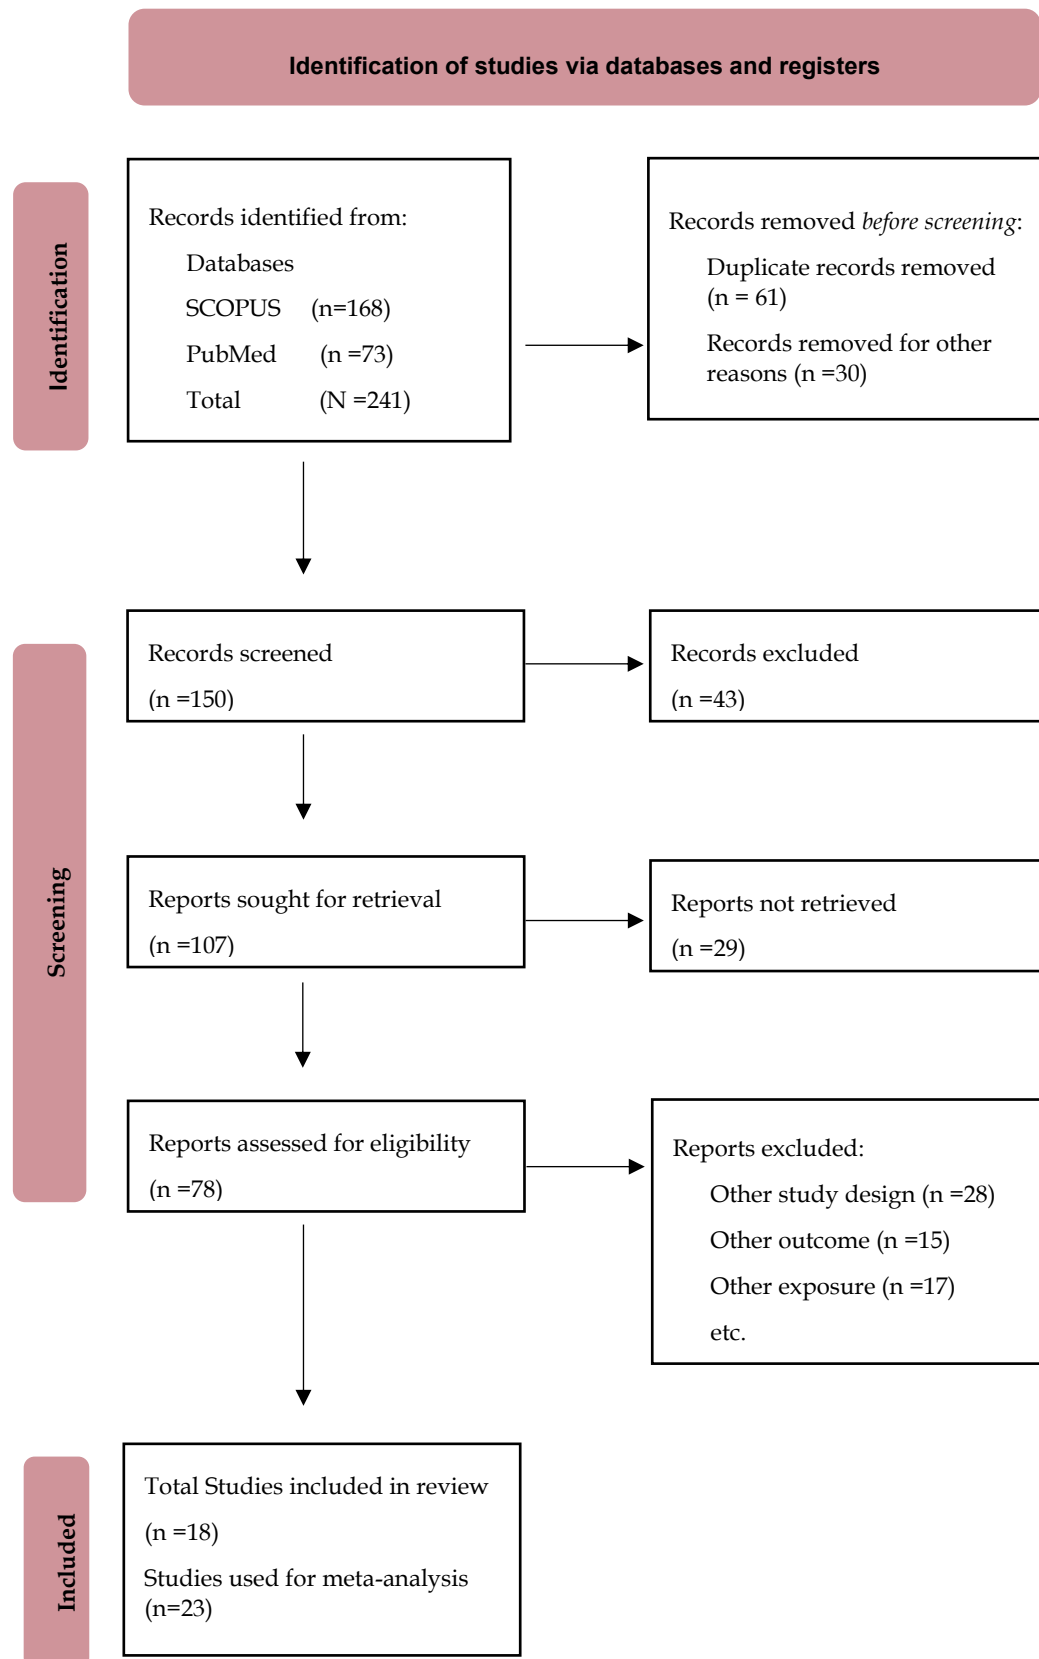 Identification of studies via databases and registers
Identification
Records identified from:
Databases
SCOPUS (n=168)
PubMed (n =73)
Total (N =241)
Records removed before screening:
Duplicate records removed
(n = 61)
Records removed for other
reasons (n =30)
Screening
Records screened
(n =150)
Records excluded
(n =43)
Reports sought for retrieval
(n =107)
Reports not retrieved
(n =29)
Reports assessed for eligibility
(n =78)
Reports excluded:
Other study design (n =28)
Other outcome (n =15)
Other exposure (n =17)
etc.
Included
Total Studies included in review
(n =18)
Studies used for meta-analysis
(n=23)